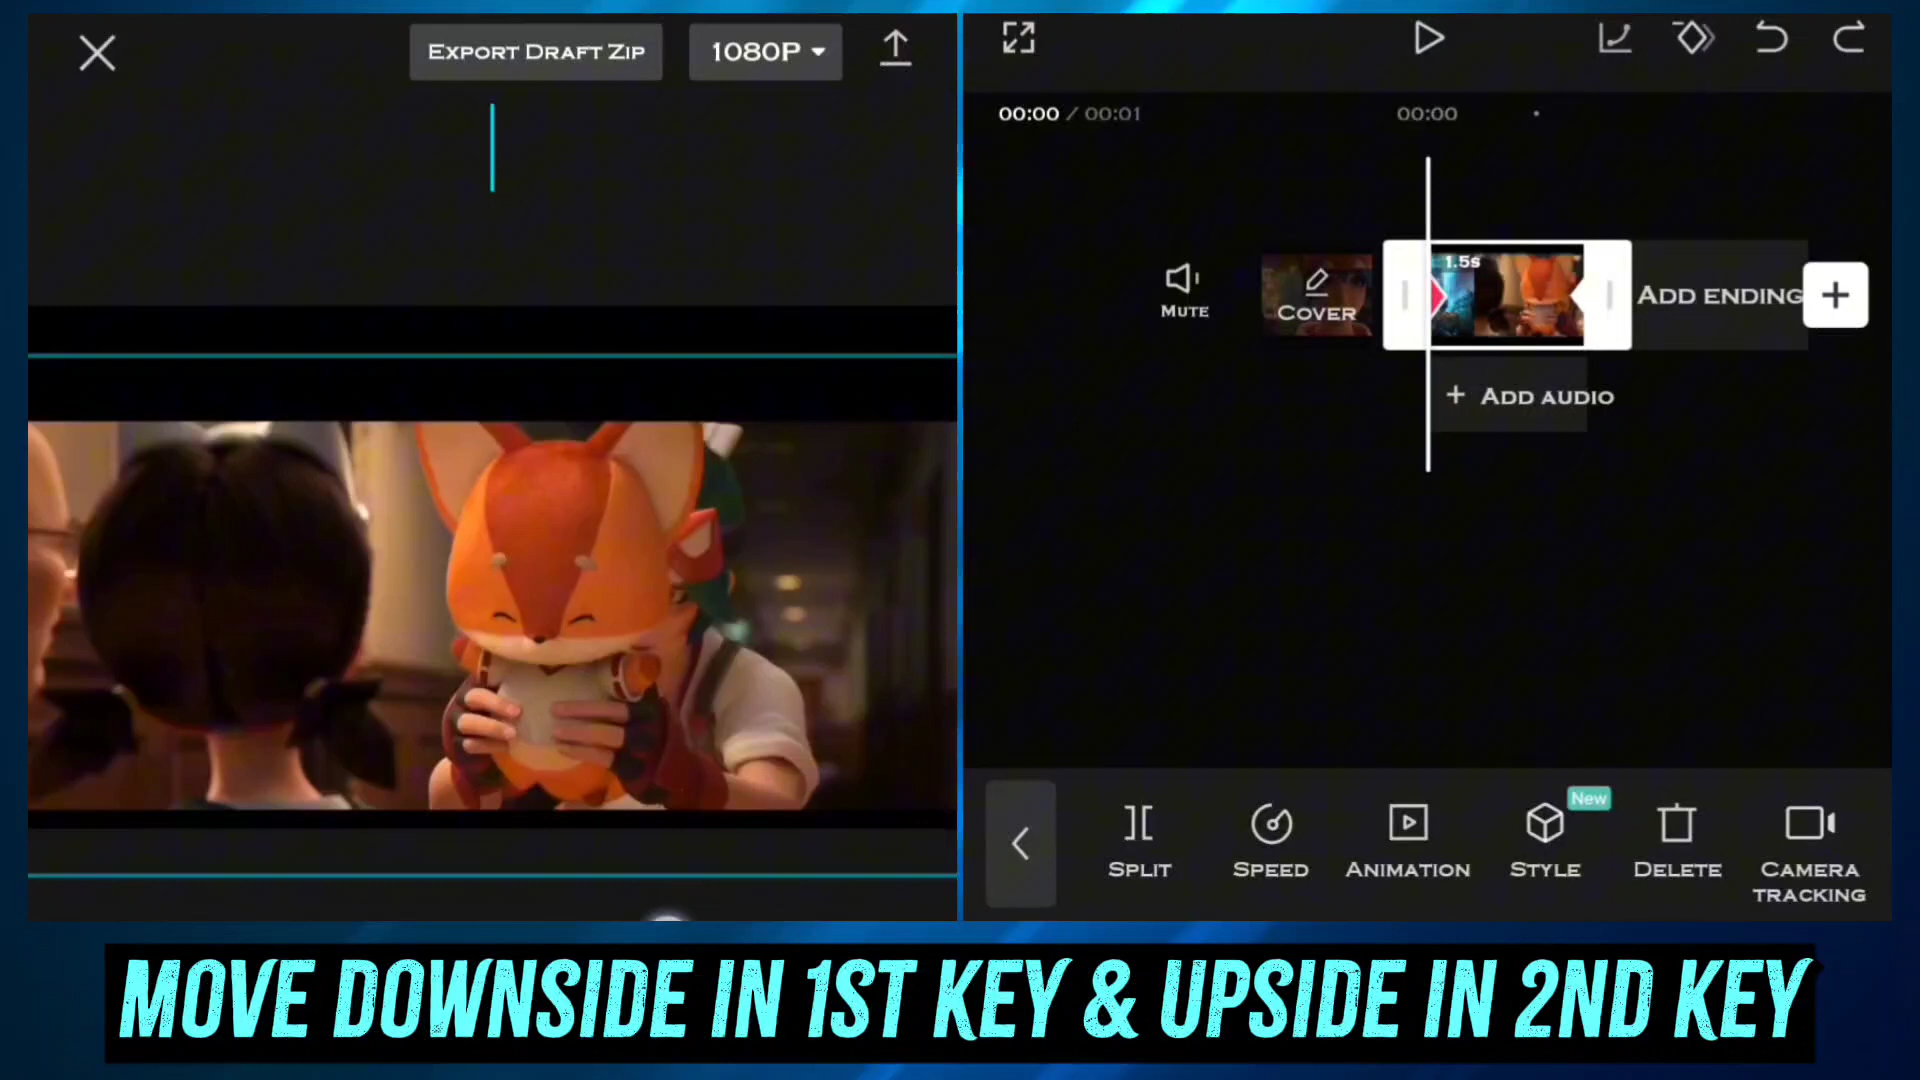 EXPORT DRAFT ZIP
1080P
00:00 / 00:01
00:00
1.5s
MUTE
COVER
ADD ENDING
+ ADD AUDIO
New
SPLIT
SPEED
ANIMATION
STYLE
DELETE
CAMERA TRACKING
MOVE DOWNSIDE IN 1ST KEY & UPSIDE IN 2ND KEY